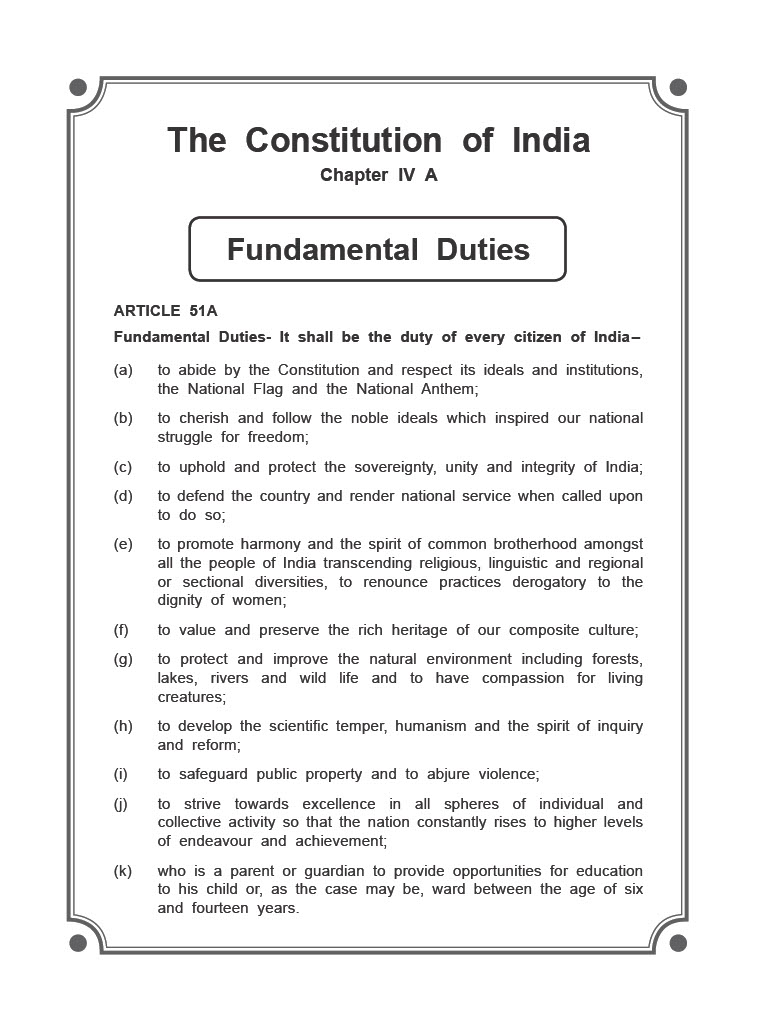 The Constitution of India
Chapter IV A
Fundamental Duties
ARTICLE 51A
Fundamental Duties- It shall be the duty of every citizen of India–
(a) to abide by the Constitution and respect its ideals and institutions,
the National Flag and the National Anthem;
(b) to cherish and follow the noble ideals which inspired our national
struggle for freedom;
(c) to uphold and protect the sovereignty, unity and integrity of India;
(d) to defend the country and render national service when called upon
to do so;
(e) to promote harmony and the spirit of common brotherhood amongst
all the people of India transcending religious, linguistic and regional
or sectional diversities, to renounce practices derogatory to the
dignity of women;
(f) to value and preserve the rich heritage of our composite culture;
(g) to protect and improve the natural environment including forests,
lakes, rivers and wild life and to have compassion for living
creatures;
(h) to develop the scientific temper, humanism and the spirit of inquiry
and reform;
(i) to safeguard public property and to abjure violence;
(j) to strive towards excellence in all spheres of individual and
collective activity so that the nation constantly rises to higher levels
of endeavour and achievement;
(k) who is a parent or guardian to provide opportunities for education
to his child or, as the case may be, ward between the age of six
and fourteen years.